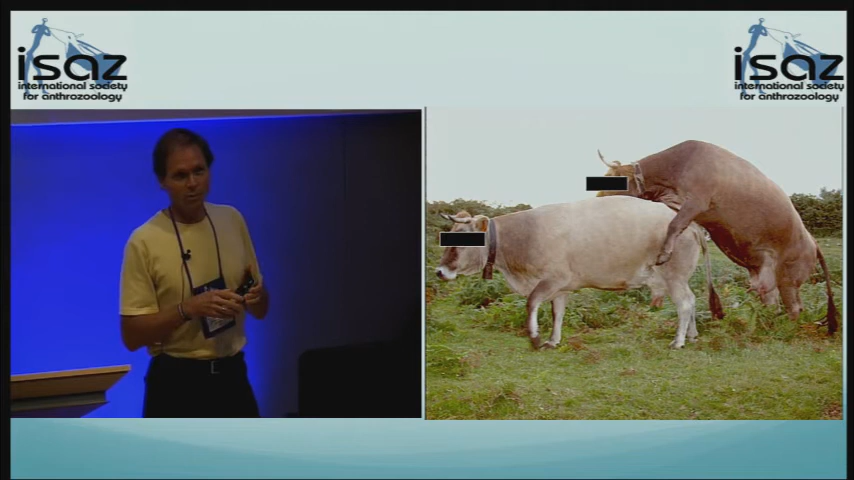 isaz
international society
for anthrozoology
isaz
international society
for anthrozoology